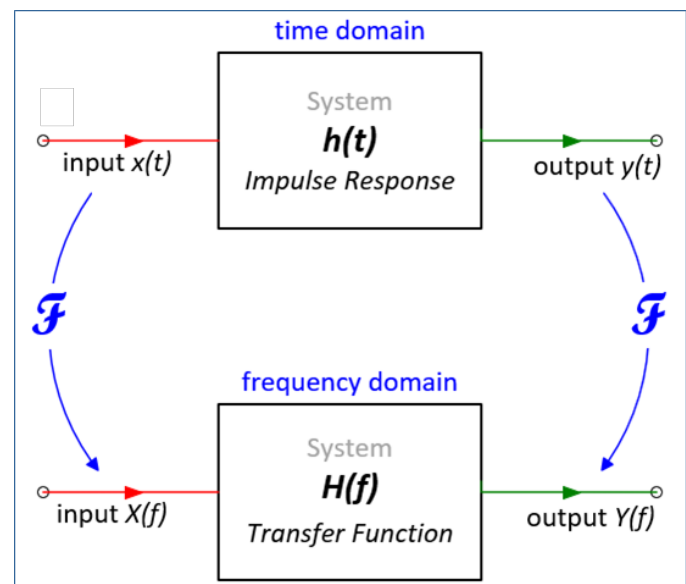 time domain
System
h(t)
input x(t)
Impulse Response
output y(t)
ℱ ℱ
frequency domain
System
H(f)
input X(f)
Transfer Function
output Y(f)